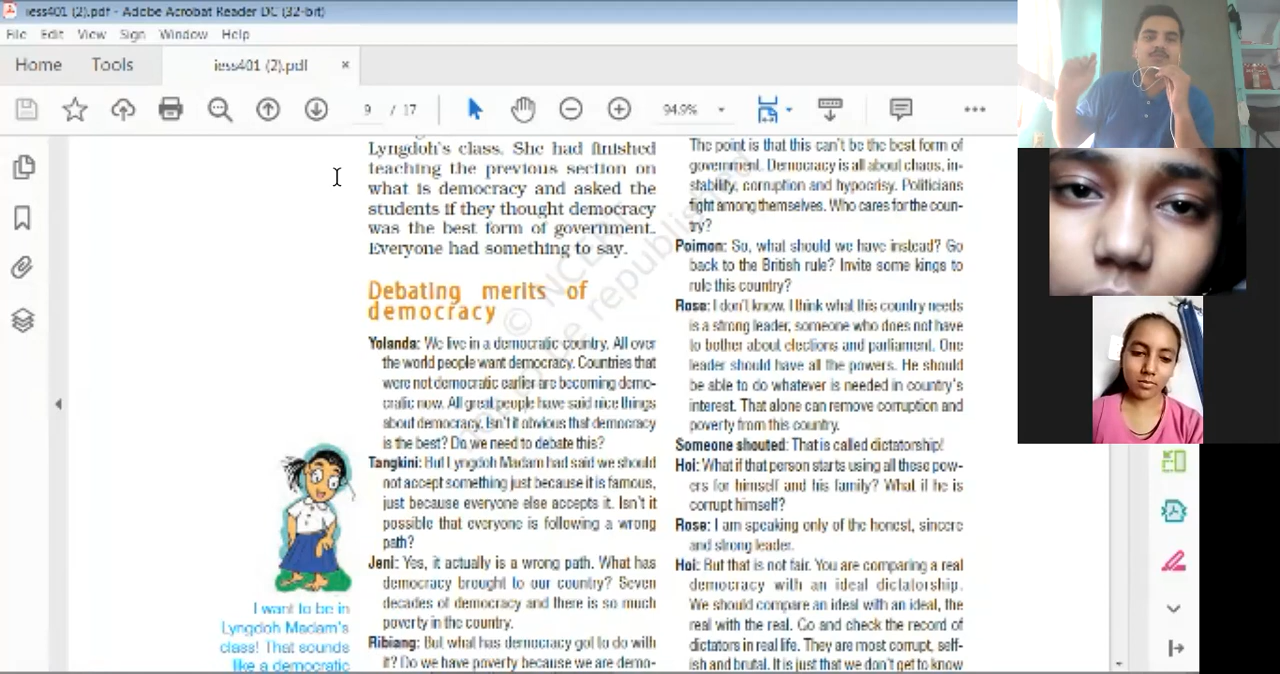 iess401 (2).pdf - Adobe Acrobat Reader DC (32-bit)
File Edit View Sign Window Help
Home Tools iess401 (2).pdf ×
9 / 17 94.9%
Lyngdoh's class. She had finished
teaching the previous section on
what is democracy and asked the
students if they thought democracy
was the best form of government.
Everyone had something to say.
Debating merits of
democracy
Yolanda: We live in a democratic country. All over
the world people want democracy. Countries that
were not democratic earlier are becoming demo-
cratic now. All great people have said nice things
about democracy. Isn't it obvious that democracy
is the best? Do we need to debate this?
Tangkini: But Lyngdoh Madam had said we should
not accept something just because it is famous,
just because everyone else accepts it. Isn't it
possible that everyone is following a wrong
path?
Jeni: Yes, it actually is a wrong path. What has
democracy brought to our country? Seven
decades of democracy and there is so much
poverty in the country.
Ribiang: But what has democracy got to do with
it? Do we have poverty because we are demo-
I want to be in
Lyngdoh Madam's
class! That sounds
like a democratic
The point is that this can't be the best form of
government. Democracy is all about chaos, in-
stability, corruption and hypocrisy. Politicians
fight among themselves. Who cares for the coun-
try?
Poimon: So, what should we have instead? Go
back to the British rule? Invite some kings to
rule this country?
Rose: I don't know. I think what this country needs
is a strong leader, someone who does not have
to bother about elections and parliament. One
leader should have all the powers. He should
be able to do whatever is needed in country's
interest. That alone can remove corruption and
poverty from this country.
Someone shouted: That is called dictatorship!
Hoi: What if that person starts using all these pow-
ers for himself and his family? What if he is
corrupt himself?
Rose: I am speaking only of the honest, sincere
and strong leader.
Hoi: But that is not fair. You are comparing a real
democracy with an ideal dictatorship.
We should compare an ideal with an ideal, the
real with the real. Go and check the record of
dictators in real life. They are most corrupt, self-
ish and brutal. It is just that we don't get to know
© NCERT
be republished